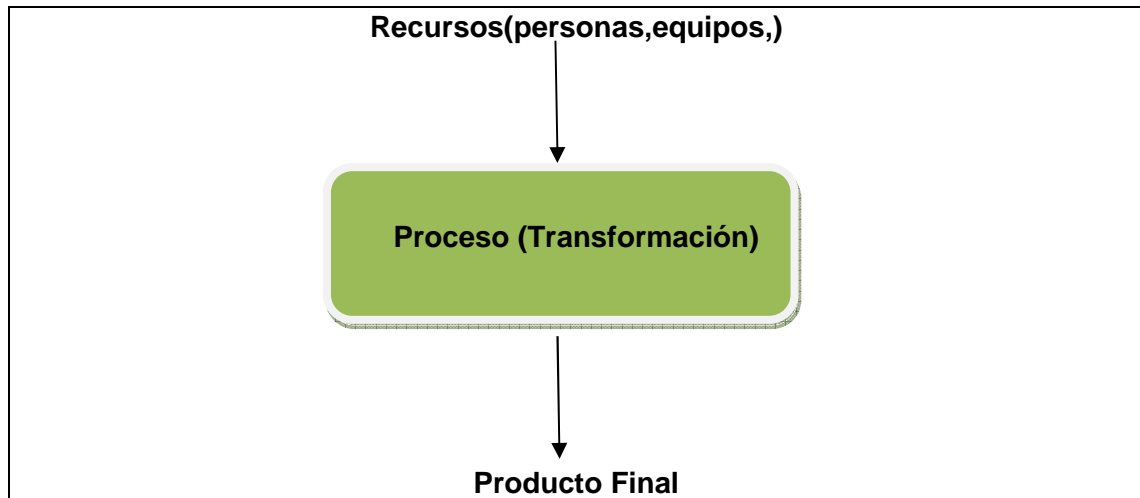 Recursos(personas,equipos,)
Proceso (Transformación)
Producto Final